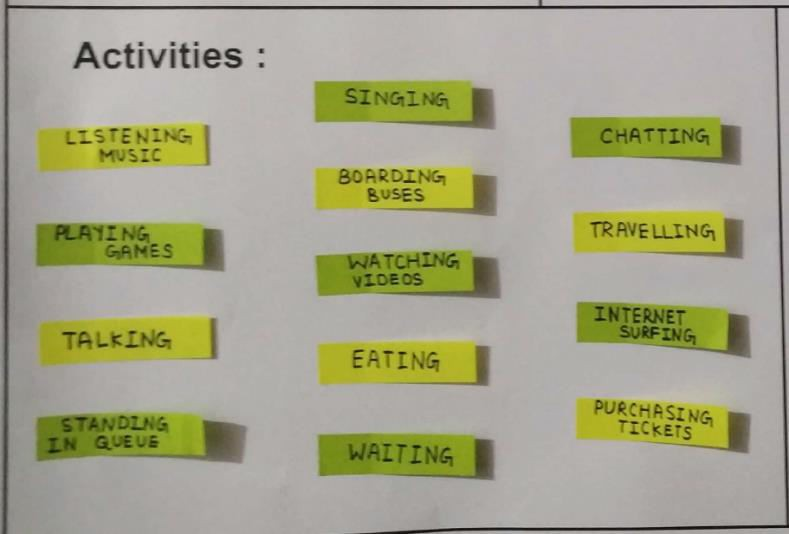 Activities :
LISTENING
MUSIC
PLAYING
GAMES
TALKING
STANDING
IN QUEUE
SINGING
BOARDING
BUSES
WATCHING
VIDEOS
EATING
WAITING
CHATTING
TRAVELLING
INTERNET
SURFING
PURCHASING
TICKETS